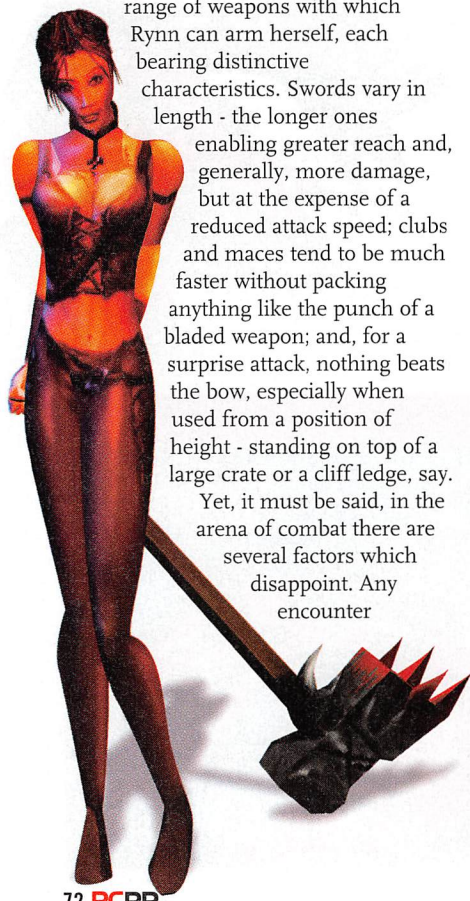 range of weapons with which
Rynn can arm herself, each
bearing distinctive
characteristics. Swords vary in
length - the longer ones
enabling greater reach and,
generally, more damage,
but at the expense of a
reduced attack speed; clubs
and maces tend to be much
faster without packing
anything like the punch of a
bladed weapon; and, for a
surprise attack, nothing beats
the bow, especially when
used from a position of
height - standing on top of a
large crate or a cliff ledge, say.
Yet, it must be said, in the
arena of combat there are
several factors which
disappoint. Any
encounter
72